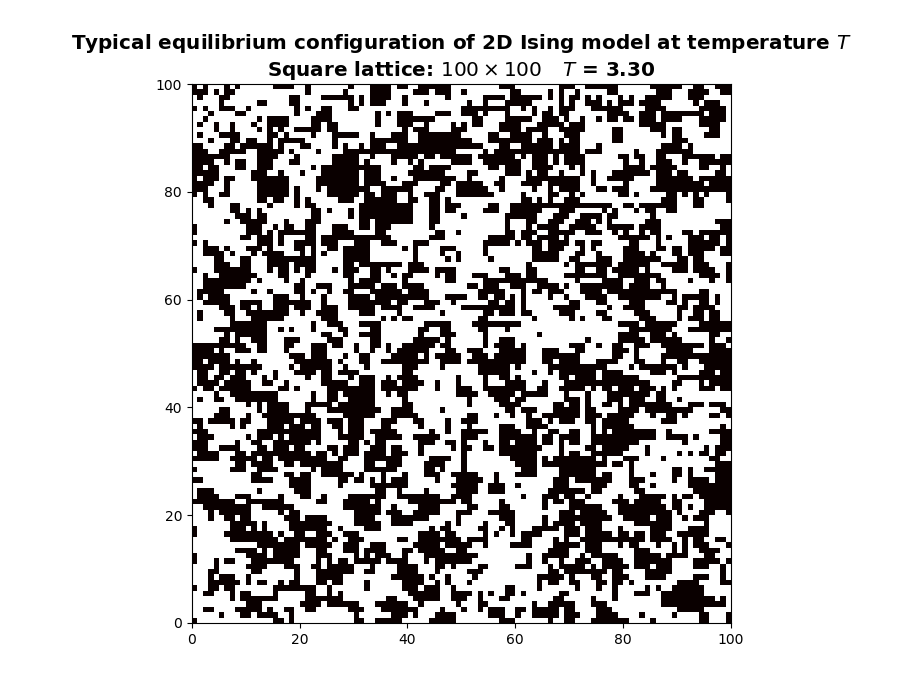 Typical equilibrium configuration of 2D Ising model at temperature T
Square lattice: 100 × 100 T = 3.30
100
80
60
40
20
0
0 20 40 60 80 100